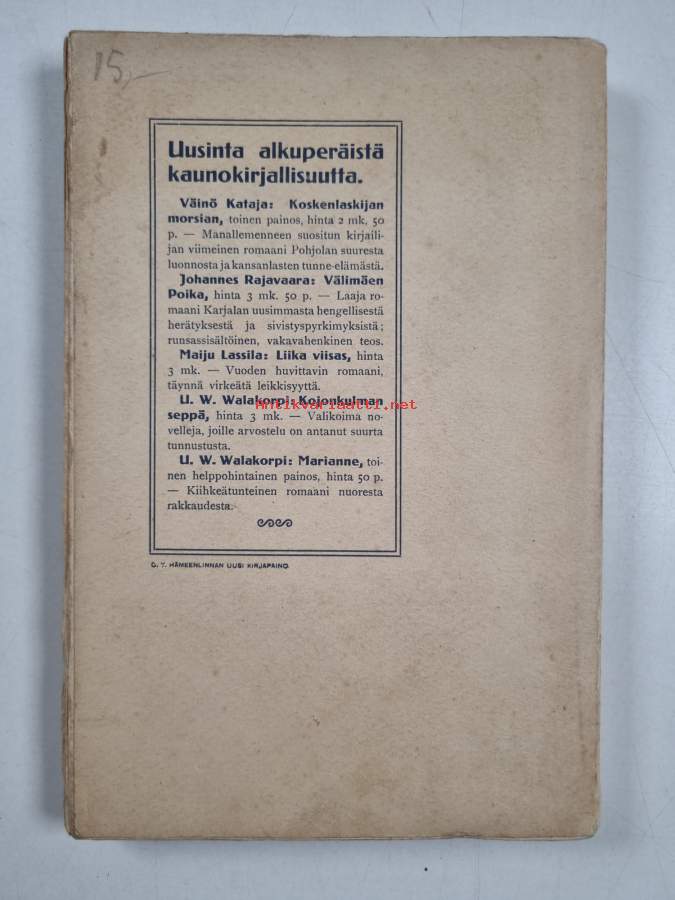 15,–
Uusinta alkuperäistä
kaunokirjallisuutta.
Väinö Kataja: Koskenlaskijan
morsian, toinen painos, hinta 2 mk. 50
p. — Manallemenneen suositun kirjaili-
jan viimeinen romaani Pohjolan suuresta
luonnosta ja kansanlasten tunne-elämästä.
Johannes Rajavaara: Välimäen
Poika, hinta 3 mk. 50 p. — Laaja ro-
maani Karjalan uusimmasta hengellisestä
herätyksestä ja sivistyspyrkimyksistä;
runsassisältöinen, vakavahenkinen teos.
Maiju Lassila: Liika viisas, hinta
3 mk. — Vuoden huvittavin romaani,
täynnä virkeätä leikkisyyttä.
U. W. Walakorpi: Kojonkulman
Antikvariaatti.net
seppä, hinta 3 mk. — Valikoima no-
velleja, joille arvostelu on antanut suurta
tunnustusta.
U. W. Walakorpi: Marianne, toi-
nen helppohintainen painos, hinta 50 p.
— Kiihkeätunteinen romaani nuoresta
rakkaudesta.
O. Y. HÄMEENLINNAN UUSI KIRJAPAINO.